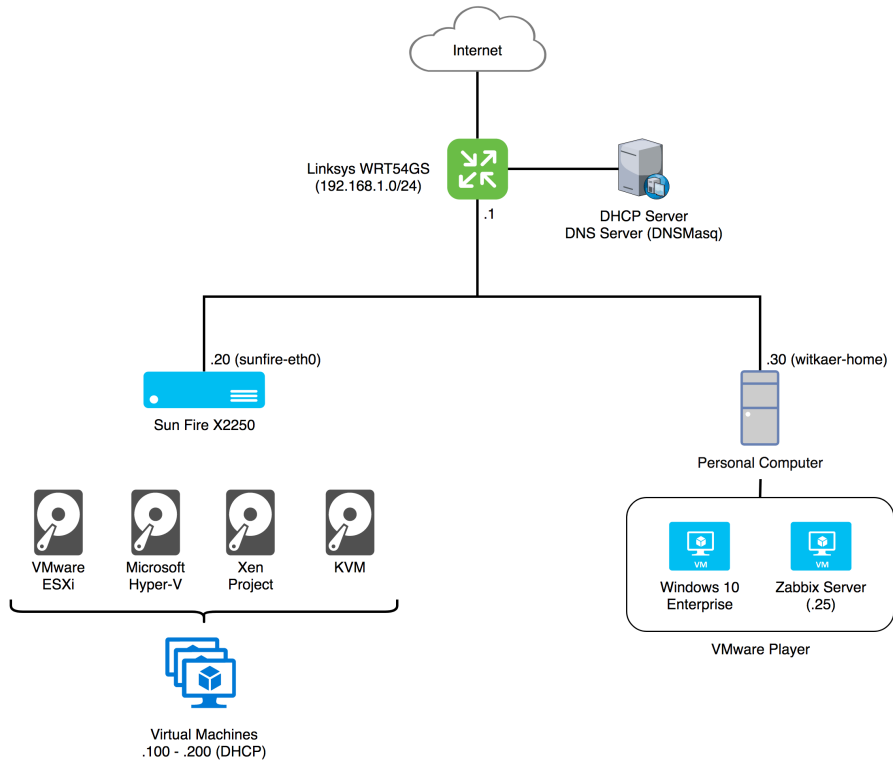 Internet
Linksys WRT54GS
(192.168.1.0/24)
.1
DHCP Server
DNS Server (DNSMasq)
.20 (sunfire-eth0)
Sun Fire X2250
.30 (witkaer-home)
Personal Computer
VMware
ESXi
Microsoft
Hyper-V
Xen
Project
KVM
VM
Windows 10
Enterprise
VM
Zabbix Server
(.25)
VMware Player
Virtual Machines
.100 - .200 (DHCP)